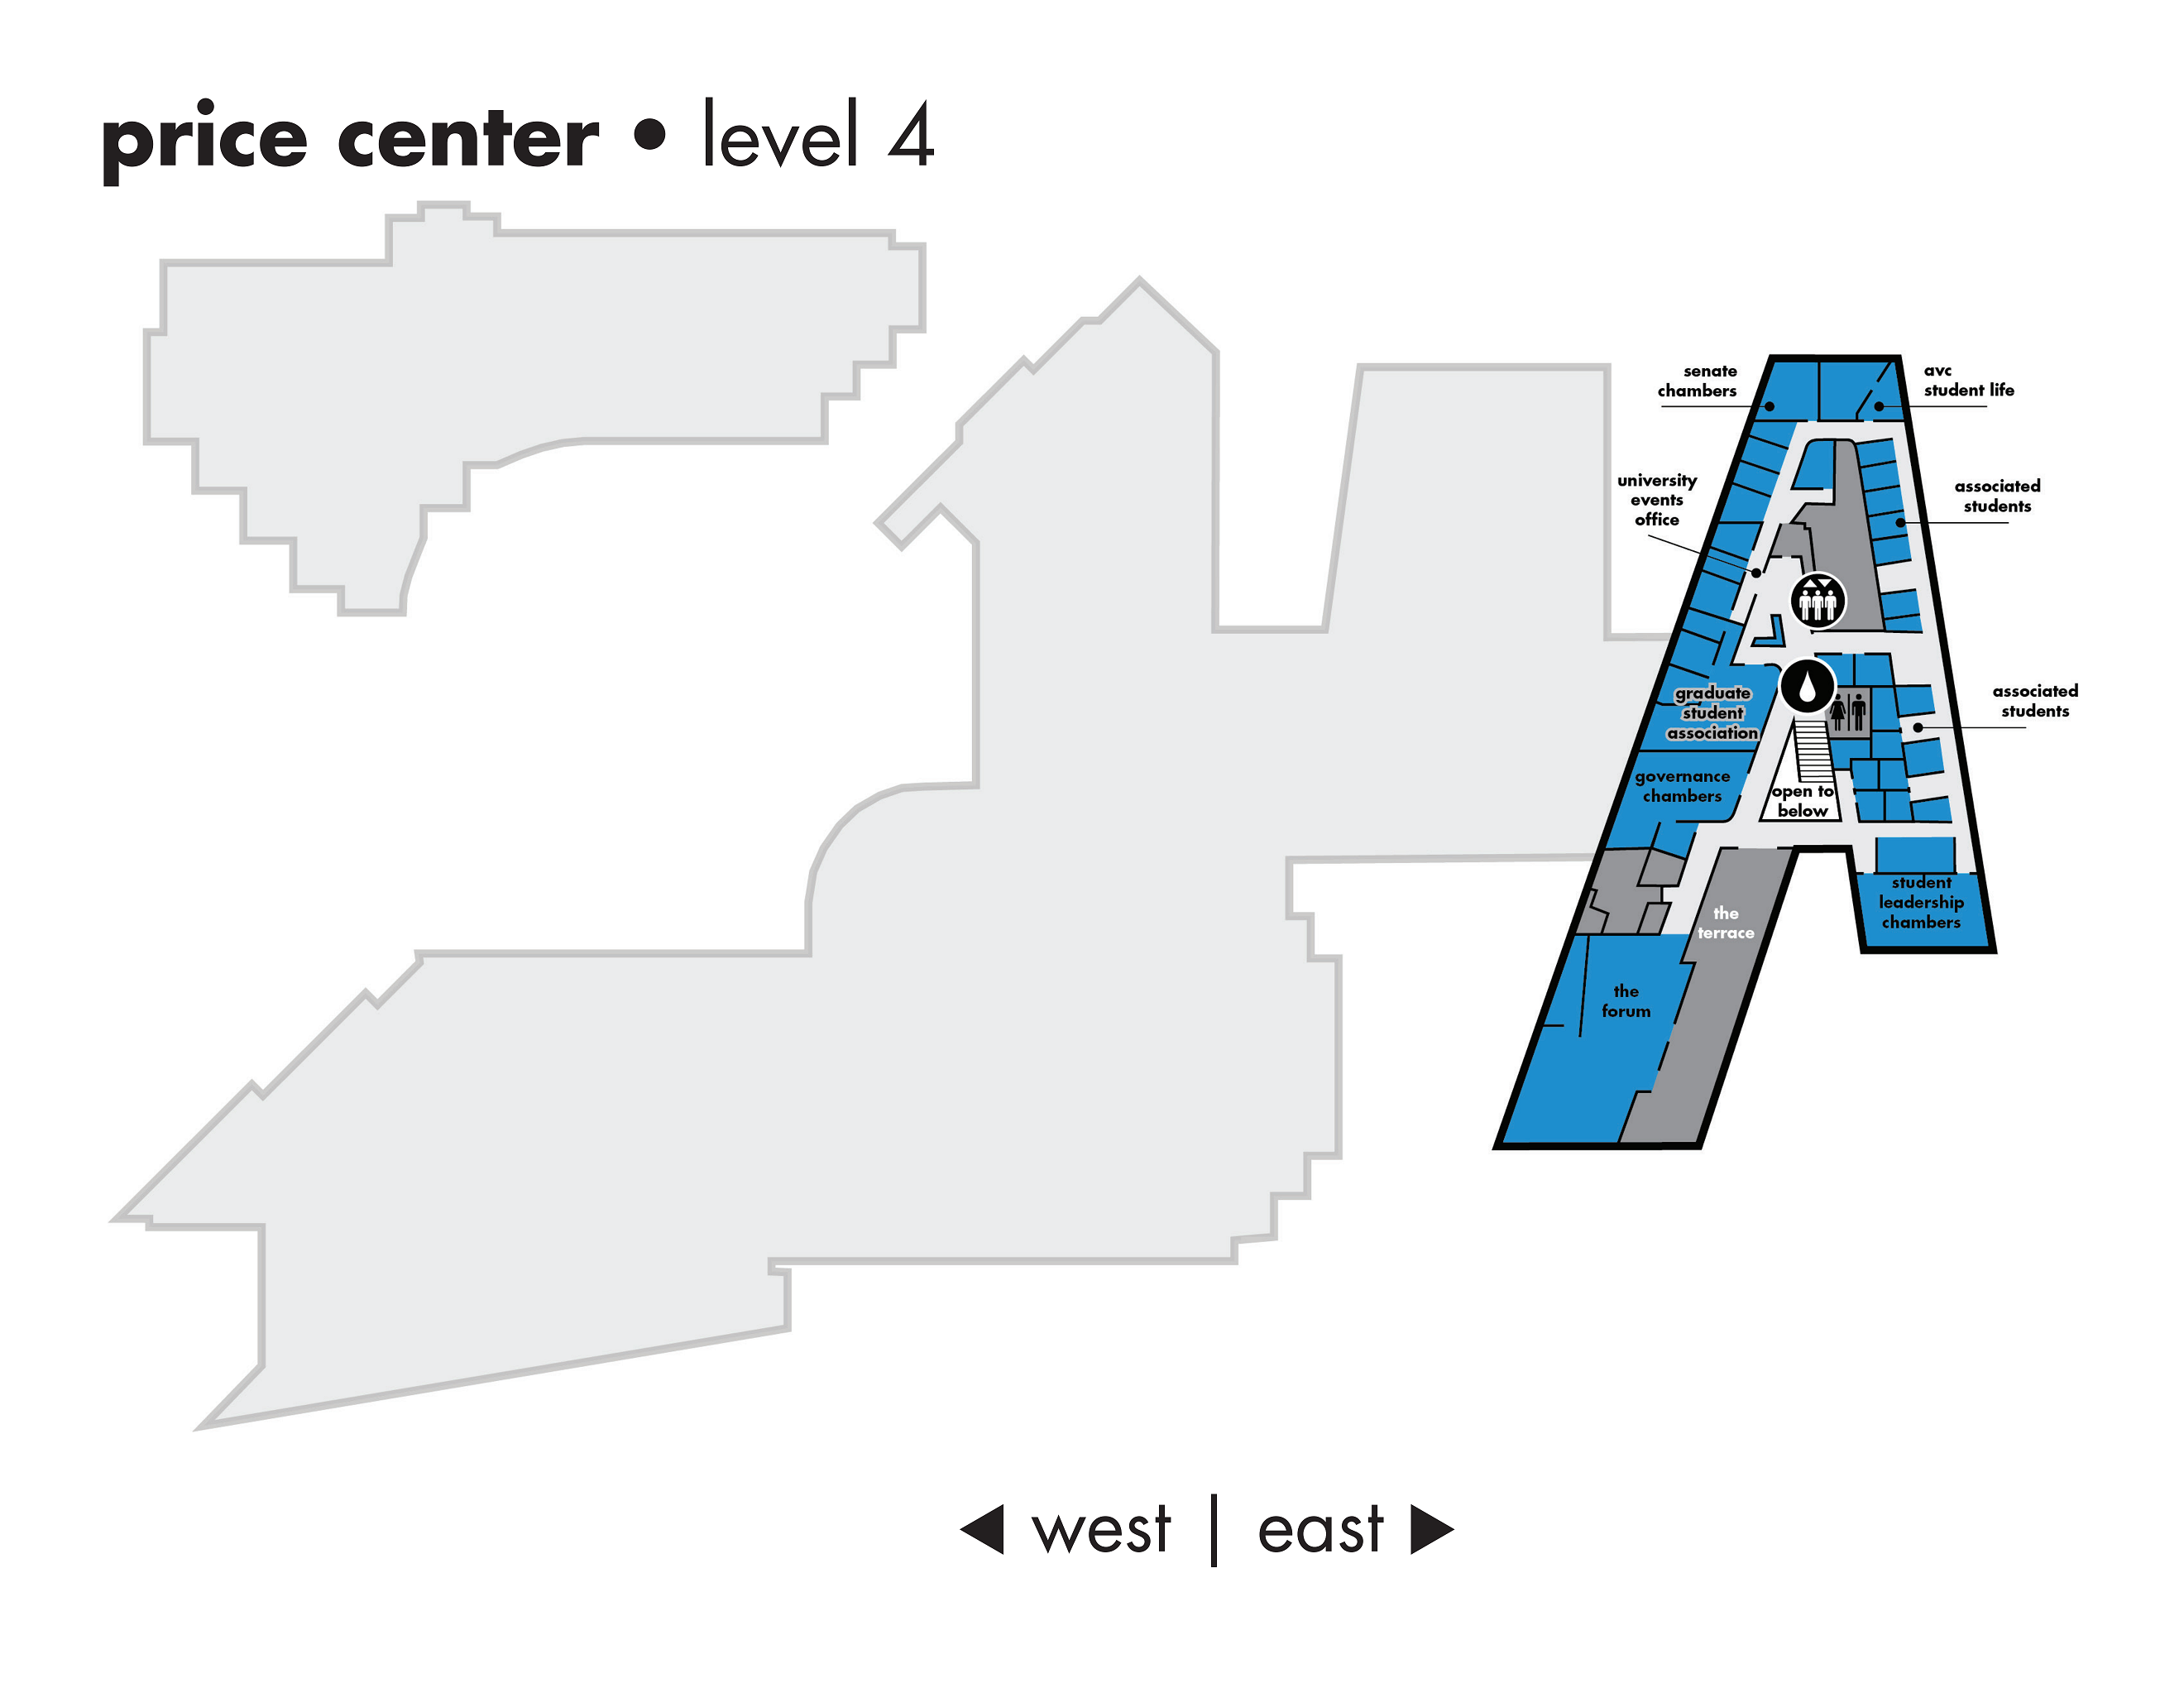 price center • level 4
senate
chambers
avc
student life
university
events
office
associated
students
associated
students
graduate
student
association
governance
chambers
open to
below
student
leadership
chambers
the
terrace
the
forum
west | east